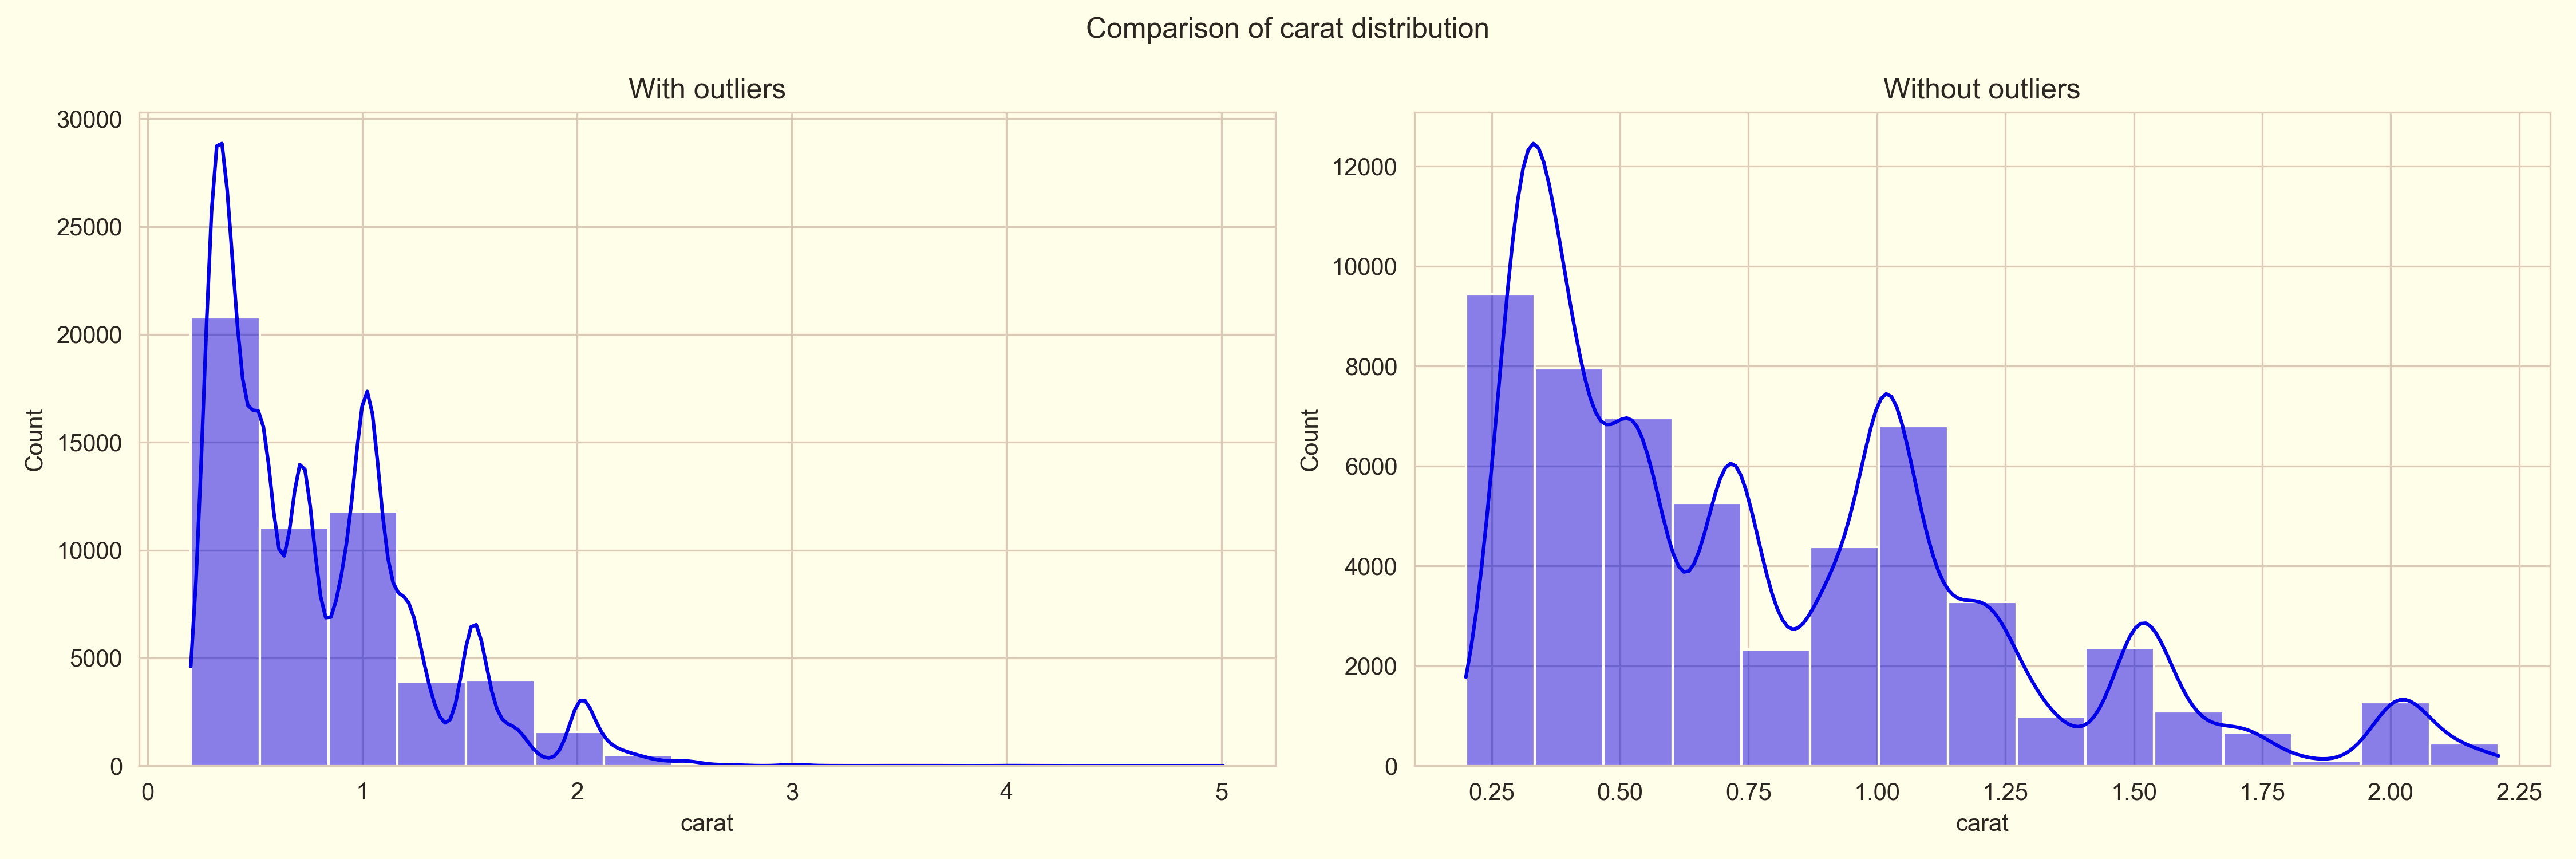 Comparison of carat distribution
With outliers
30000
25000
20000
15000
10000
5000
0
Count
0 1 2 3 4 5
carat
Without outliers
12000
10000
8000
6000
4000
2000
0
Count
0.25 0.50 0.75 1.00 1.25 1.50 1.75 2.00 2.25
carat